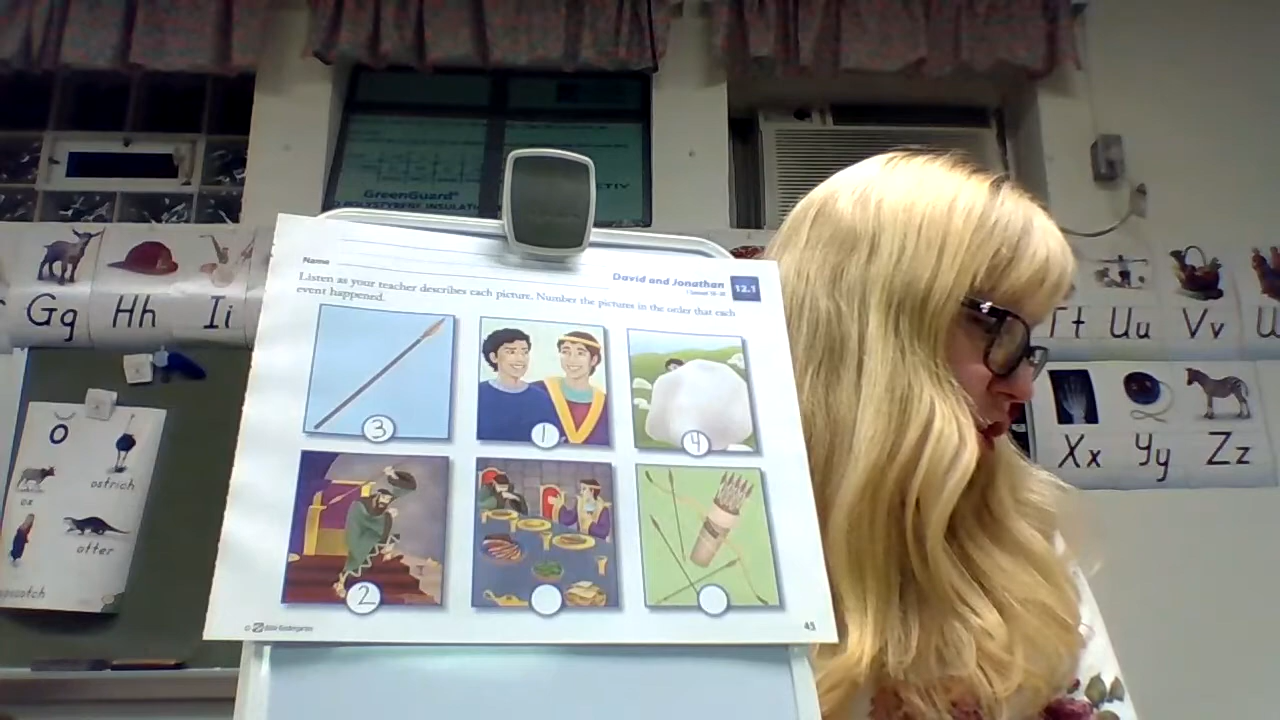 GreenGuard
Gg
Hh
Ii
Tt
Uu
Vv
Xx
Yy
Zz
o
ostrich
ox
otter
Name
David and Jonathan
12.1
Listen as your teacher describes each picture. Number the pictures in the order that each
event happened.
3
1
4
2
45